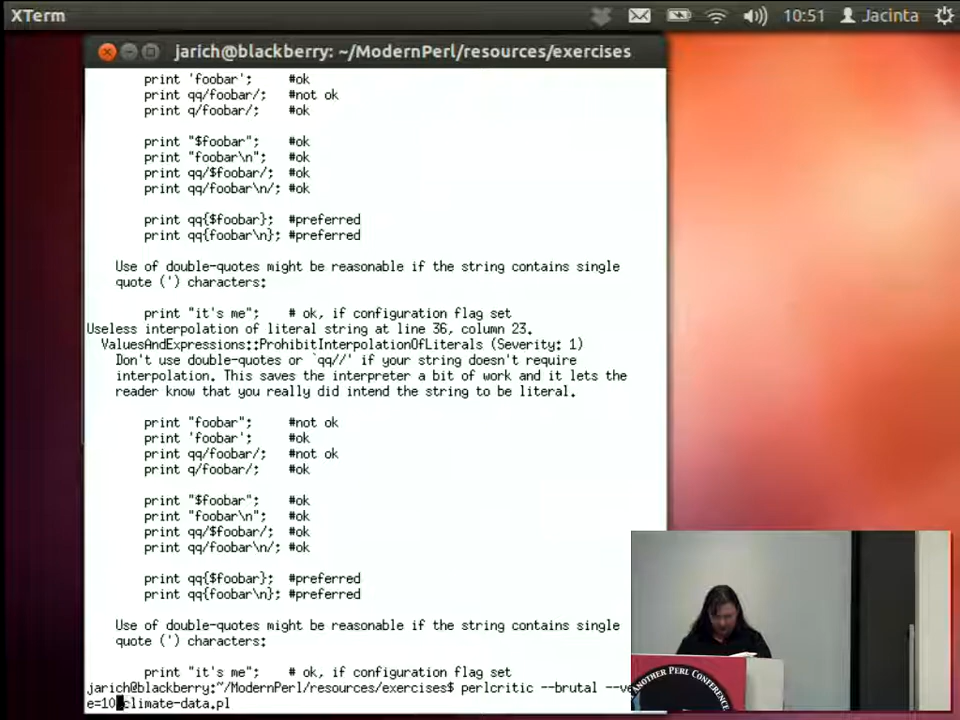 XTerm
10:51 Jacinta
jarich@blackberry: ~/ModernPerl/resources/exercises
print 'foobar'; #ok
print qq/foobar/; #not ok
print q/foobar/; #ok
print "$foobar"; #ok
print "foobar\n"; #ok
print qq/$foobar/; #ok
print qq/foobar\n/; #ok
print qq{$foobar}; #preferred
print qq{foobar\n}; #preferred
Use of double-quotes might be reasonable if the string contains single
quote (') characters:
print "it's me"; # ok, if configuration flag set
Useless interpolation of literal string at line 36, column 23.
ValuesAndExpressions::ProhibitInterpolationOfLiterals (Severity: 1)
Don't use double-quotes or `qq//' if your string doesn't require
interpolation. This saves the interpreter a bit of work and it lets the
reader know that you really did intend the string to be literal.
print "foobar"; #not ok
print 'foobar'; #ok
print qq/foobar/; #not ok
print q/foobar/; #ok
print "$foobar"; #ok
print "foobar\n"; #ok
print qq/$foobar/; #ok
print qq/foobar\n/; #ok
print qq{$foobar}; #preferred
print qq{foobar\n}; #preferred
Use of double-quotes might be reasonable if the string contains single
quote (') characters:
print "it's me"; # ok, if configuration flag set
jarich@blackberry:~/ModernPerl/resources/exercises$ perlcritic --brutal --ve
e=10 climate-data.pl
ANOTHER PERL CONFERENCE